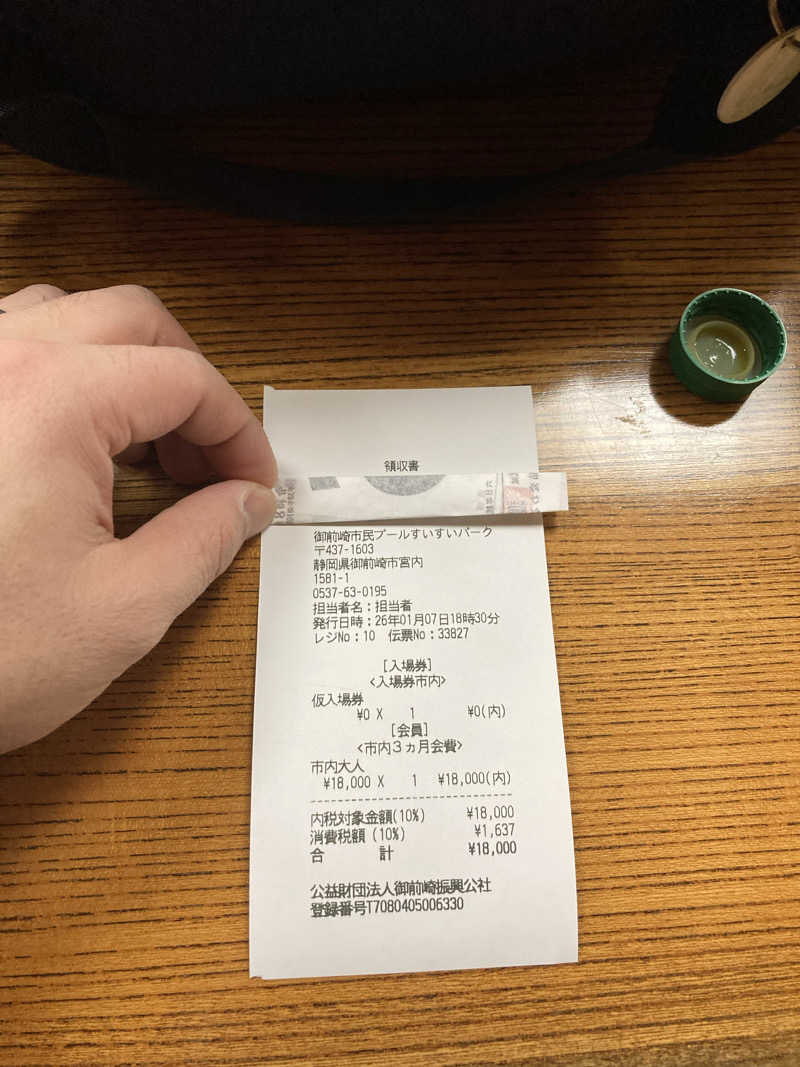 領収書
御前崎市民プールすいすいパーク
〒437-1603
静岡県御前崎市宮内
1581-1
0537-63-0195
担当者名：担当者
発行日時：26年01月07日18時30分
レジNo：10 伝票No：33827
[入場券]
<入場券市内>
仮入場券
¥0 X 1 ¥0(内)
[会員]
<市内3ヵ月会費>
市内大人
¥18,000 X 1 ¥18,000(内)
内税対象金額(10%) ¥18,000
消費税額(10%) ¥1,637
合計 ¥18,000
公益財団法人御前崎振興公社
登録番号T7080405006330